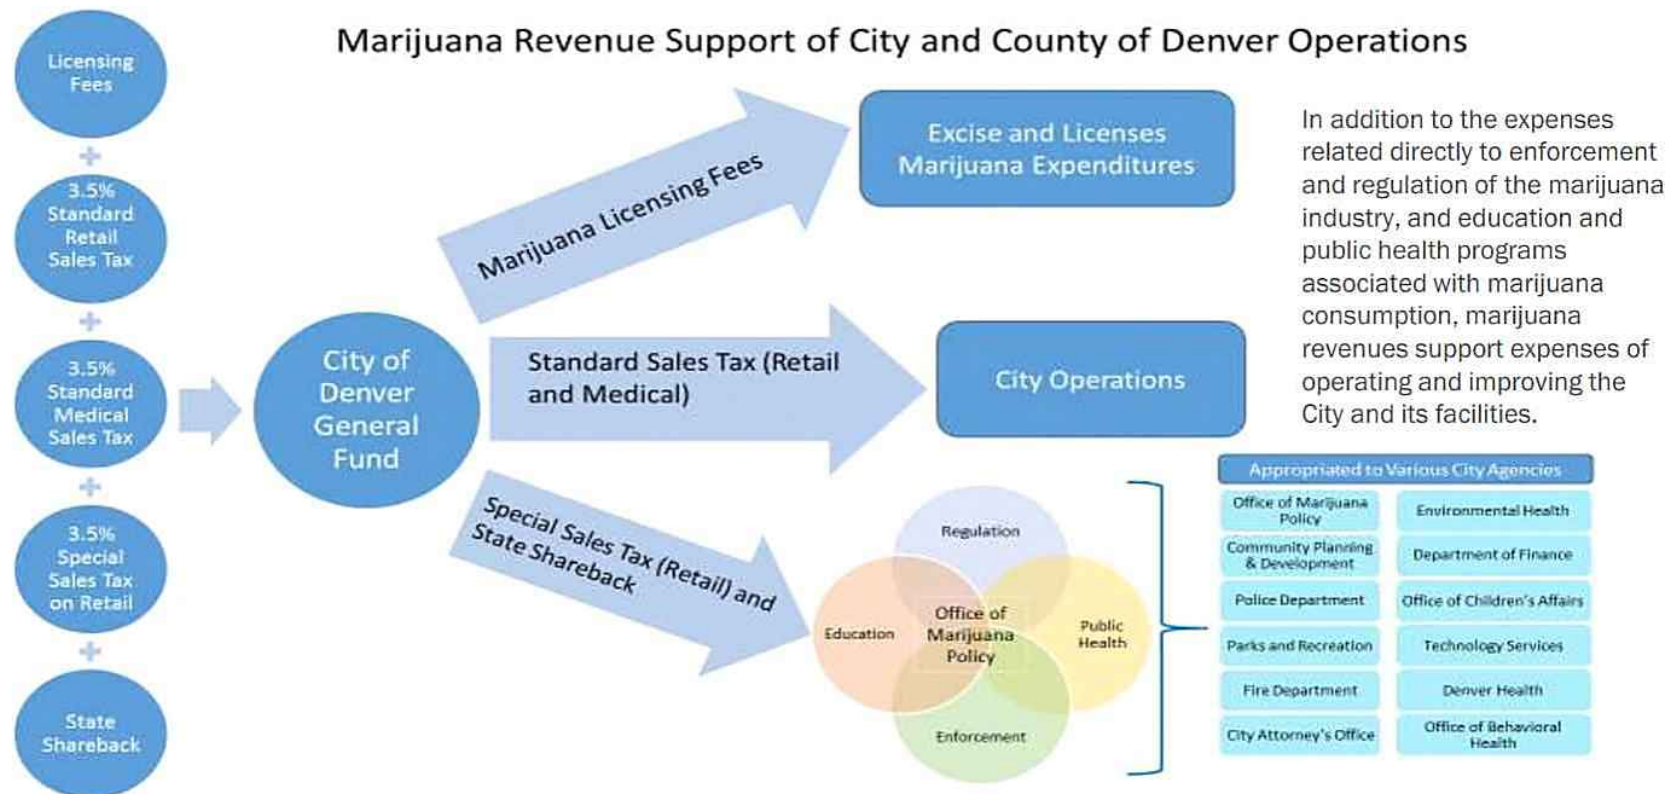 Marijuana Revenue Support of City and County of Denver Operations
Licensing
Fees
+
3.5%
Standard
Retail
Sales Tax
+
3.5%
Standard
Medical
Sales Tax
+
3.5%
Special
Sales Tax
on Retail
+
State
Shareback
City of
Denver
General
Fund
Marijuana Licensing Fees
Excise and Licenses
Marijuana Expenditures
Standard Sales Tax (Retail
and Medical)
City Operations
Special Sales Tax (Retail) and
State Shareback
Regulation
Education
Office of
Marijuana
Policy
Public
Health
Enforcement
In addition to the expenses
related directly to enforcement
and regulation of the marijuana
industry, and education and
public health programs
associated with marijuana
consumption, marijuana
revenues support expenses of
operating and improving the
City and its facilities.
Appropriated to Various City Agencies
Office of Marijuana
Policy
Environmental Health
Community Planning
& Development
Department of Finance
Police Department
Office of Children's Affairs
Parks and Recreation
Technology Services
Fire Department
Denver Health
City Attorney's Office
Office of Behavioral
Health